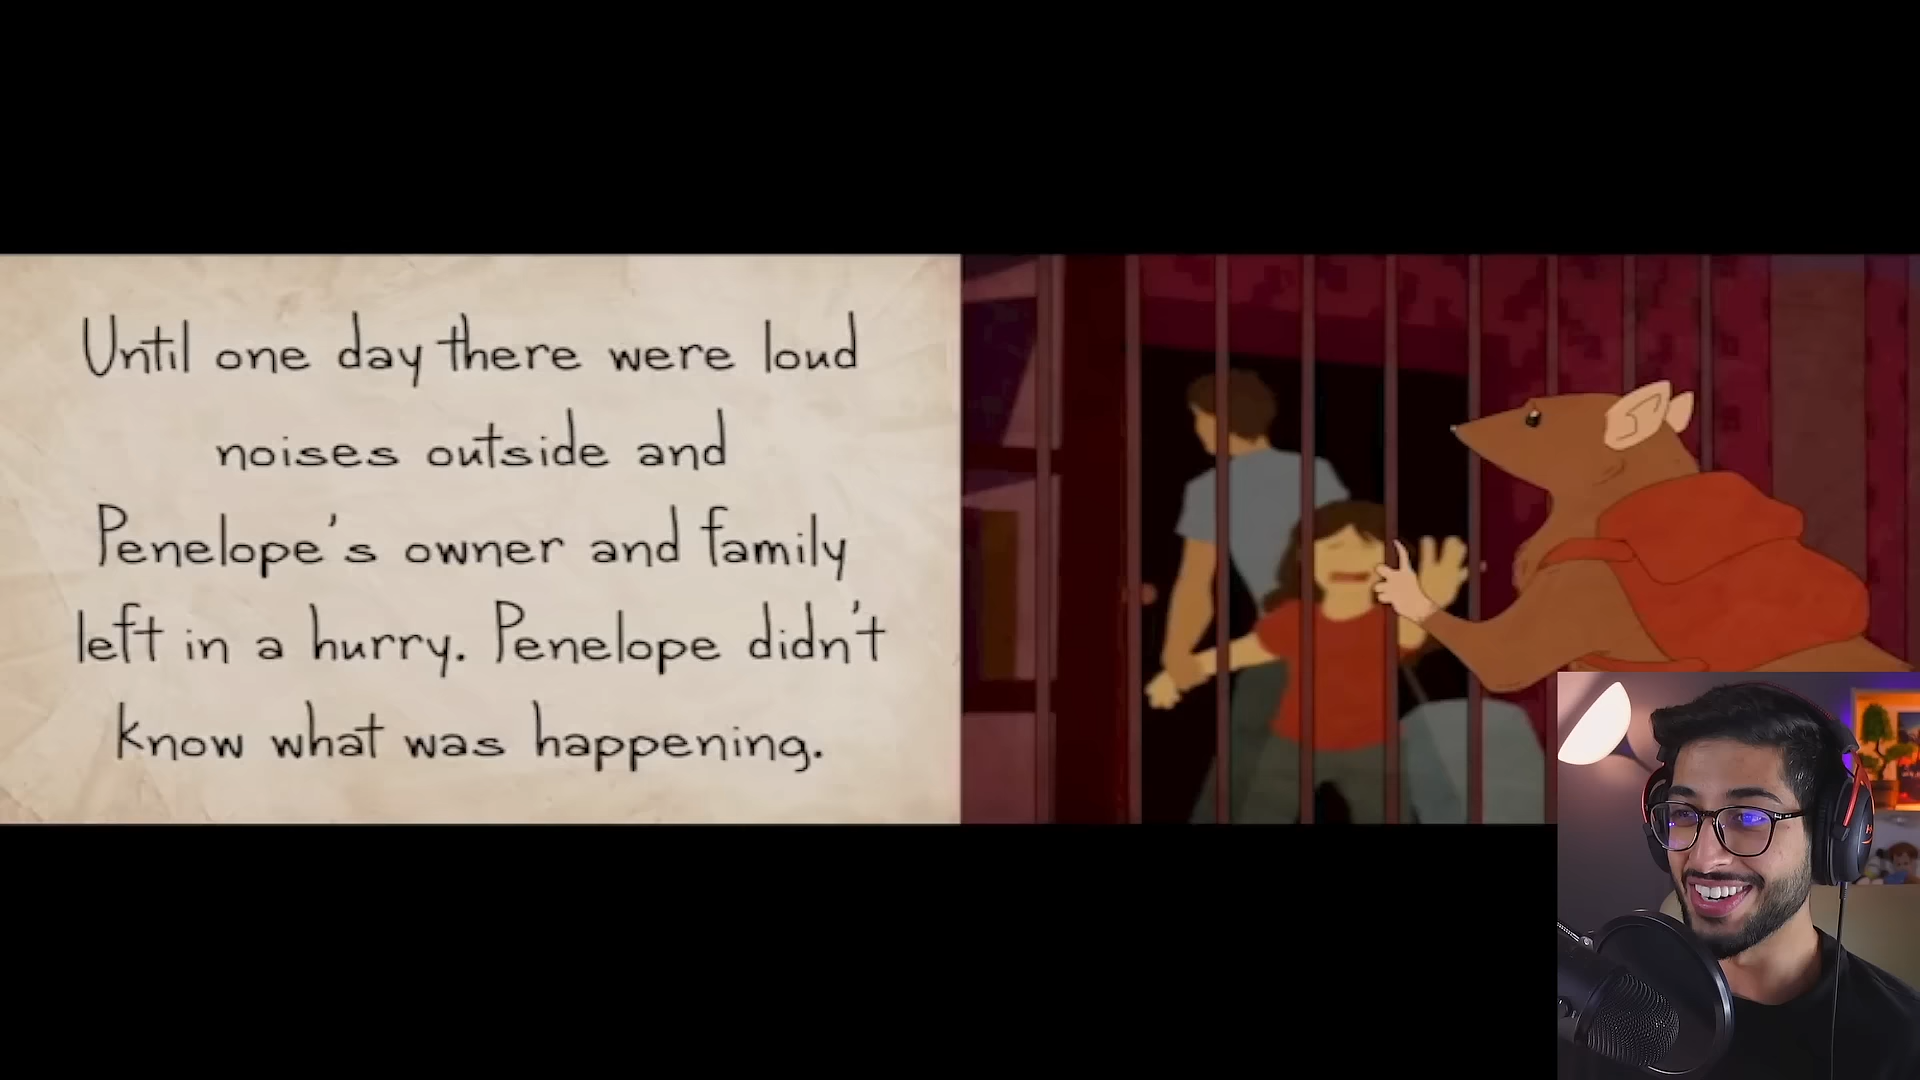 Until one day there were loud
noises outside and
Penelope's owner and family
left in a hurry. Penelope didn't
know what was happening.